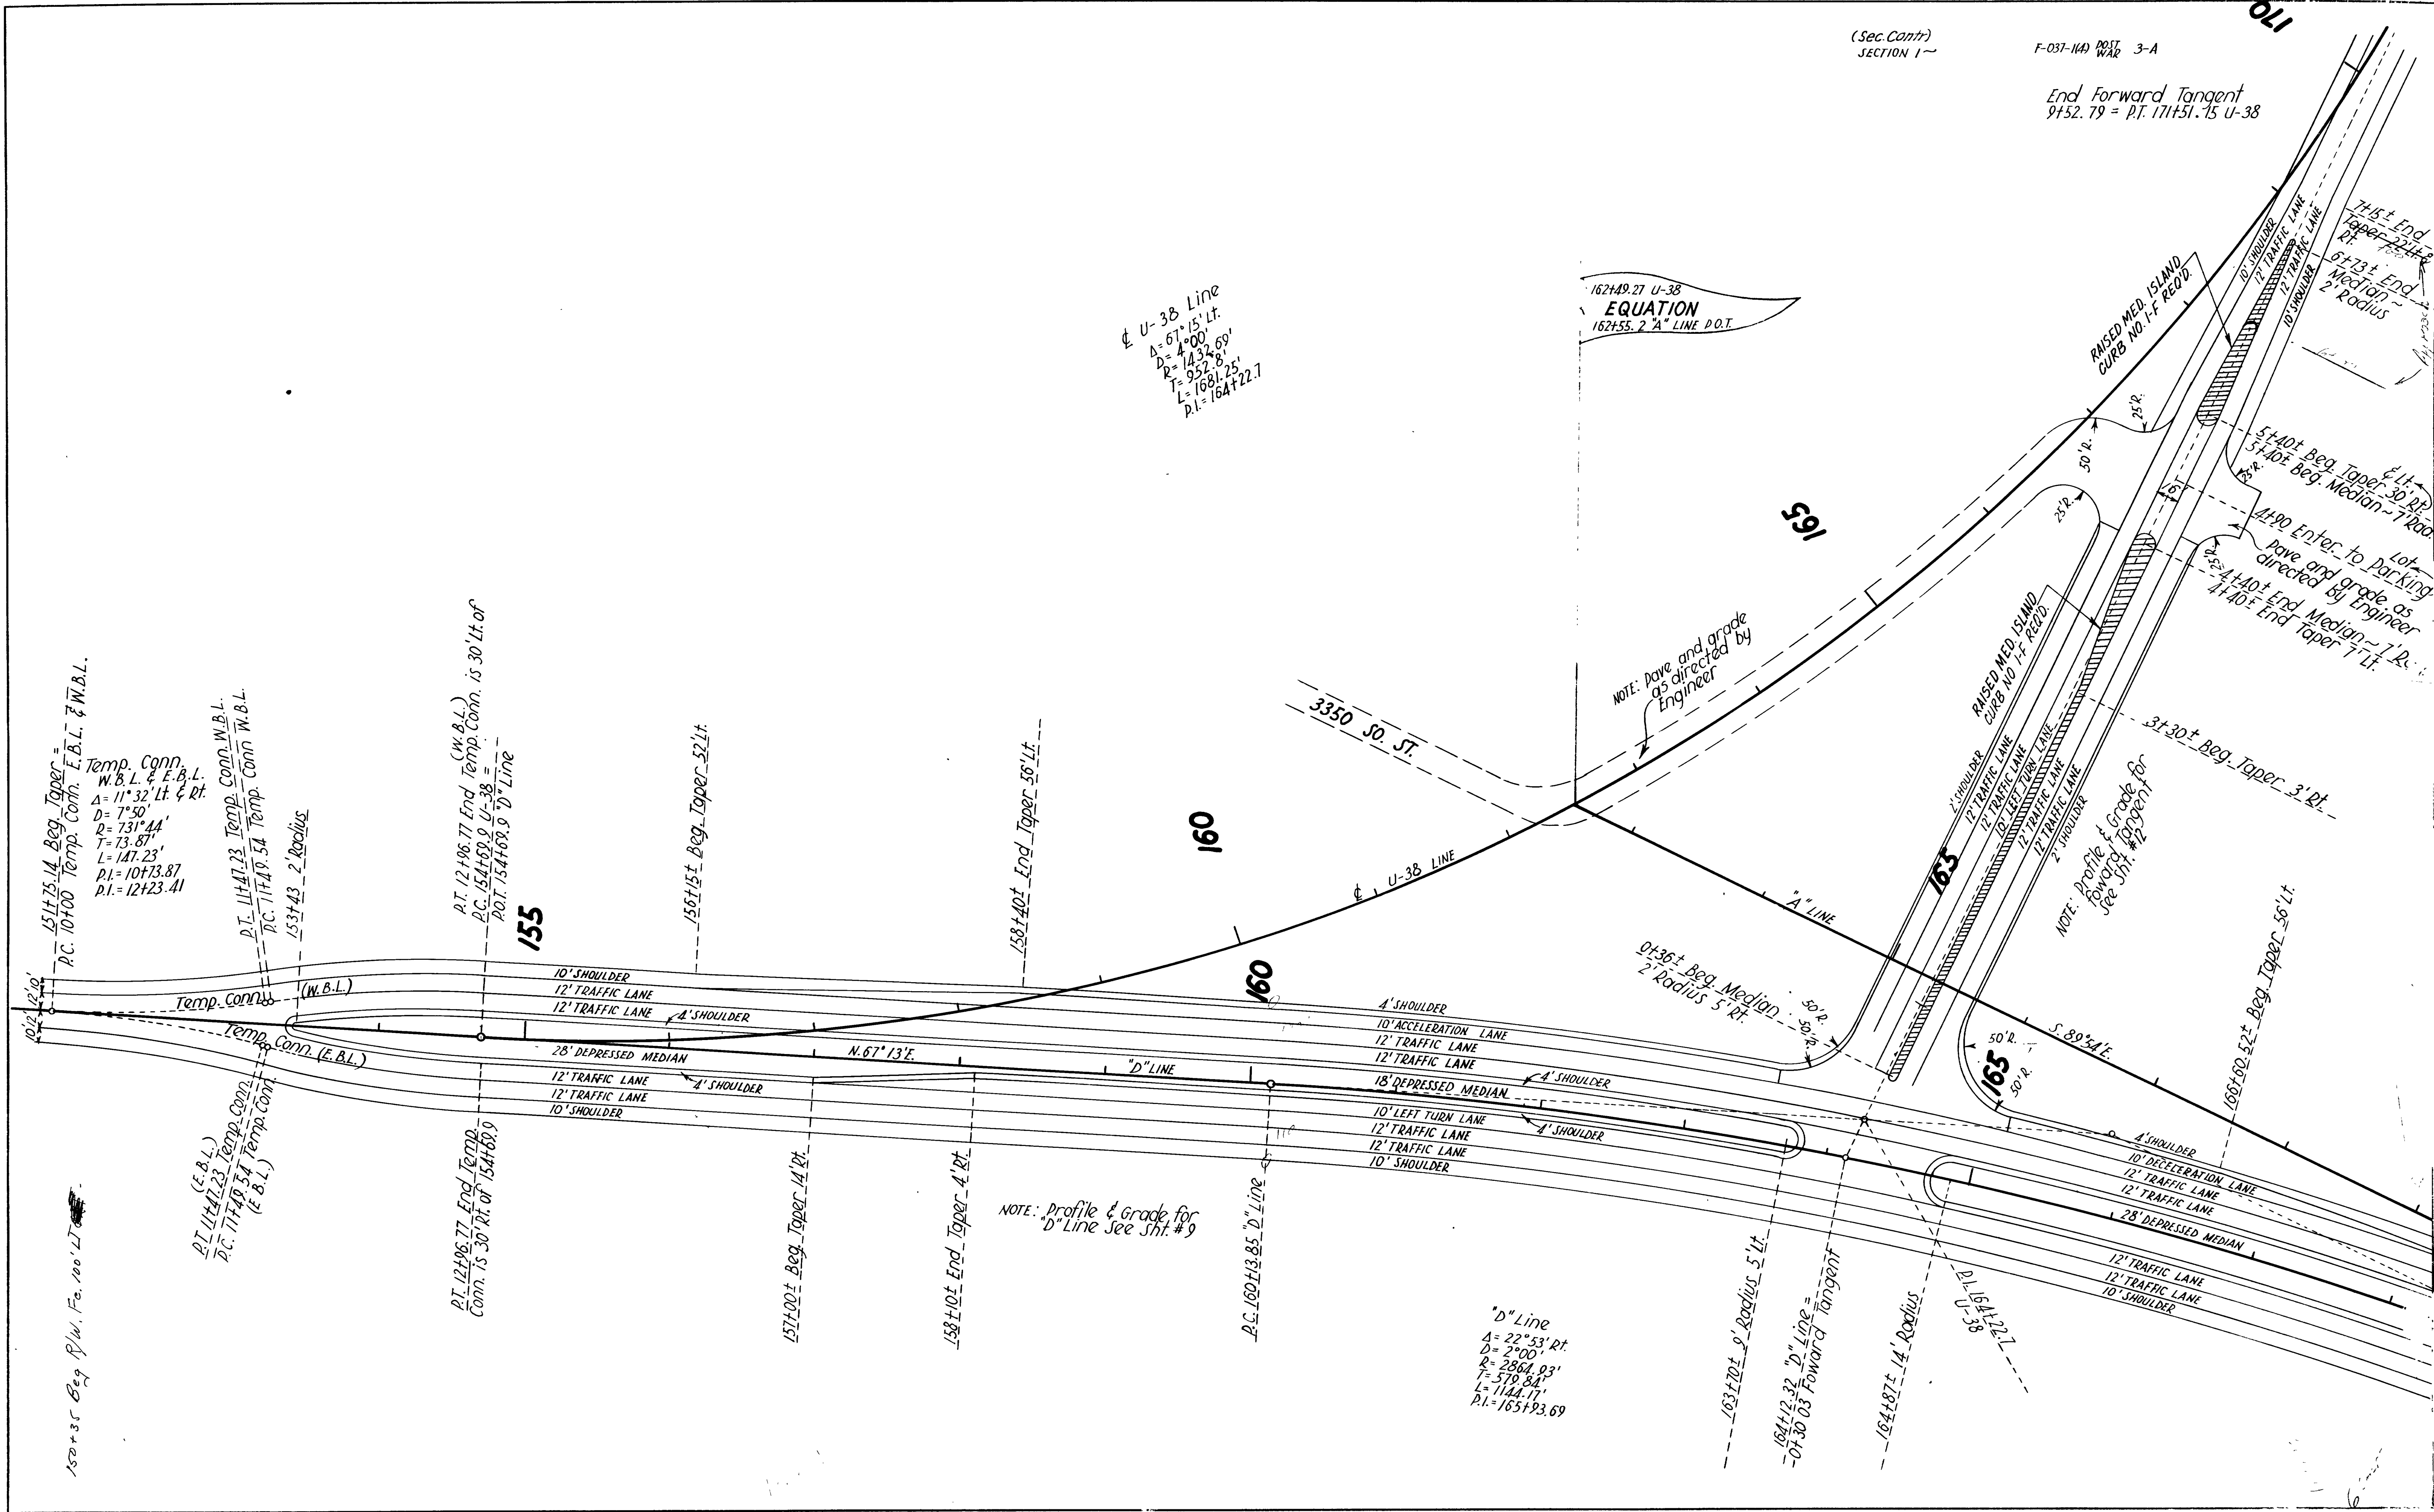 170
(Sec. Contr)
SECTION 1~
F-037-1(4) POST WAR 3-A
End Forward Tangent
9+52.79 = P.T. 171+51.15 U-38
7+15± End
6+73± End
Median ~
2' Radius
10' SHOULDER
12' TRAFFIC LANE
12' TRAFFIC LANE
10' SHOULDER
RAISED MED. ISLAND
CURB NO. 1-F REQ'D.
25'R.
50'R.
25'R.
25'R.
25'R.
16'
5+40± Beg. Taper 30' Rt.
& Lt.
5+40± Beg. Median ~ 7' Rad.
4+90 Enter. to Parking
Lot
Pave and grade as
directed by Engineer
4+40± End Median ~ 7'
4+40± End Taper 7' Lt.
162+49.27 U-38
EQUATION
162+55.2 "A" LINE P.O.T.
₵ U-38 Line
Δ= 67°15' Lt.
D= 4°00'
R= 1432.69'
T= 952.8'
L= 1681.25'
P.I.= 164+22.7
165
NOTE: Pave and grade
as directed by
Engineer
3350 SO. ST.
RAISED MED. ISLAND
CURB NO 1-F REQ'D.
3+30± Beg. Taper 3' Rt.
2' SHOULDER
12' TRAFFIC LANE
12' TRAFFIC LANE
10' LEFT TURN LANE
12' TRAFFIC LANE
12' TRAFFIC LANE
2' SHOULDER
NOTE: Profile & Grade for
Foward Tangent
See Sht. #12
165
151+75.14 Beg. Taper =
P.C. 10+00 Temp. Conn. E.B.L. & W.B.L.
Temp. Conn.
W.B.L. & E.B.L.
Δ= 11°32' Lt. & Rt.
D= 7°50'
R= 731°44'
T= 73.87'
L= 147.23'
P.I.= 10+73.87
P.I.= 12+23.41
P.T. 11+47.23 Temp. Conn. W.B.L.
P.C. 11+49.54 Temp. Conn W.B.L.
153+43 2' Radius
(W.B.L.)
P.T. 12+96.77 End Temp. Conn. is 30' Lt. of
P.C. 154+69.9 U-38 =
P.O.T. 154+69.9 "D" Line
155
156+15± Beg. Taper 52' Lt.
158+40± End Taper 56' Lt.
160
160
₵ U-38 LINE
"A" LINE
S. 89°54'E.
0+36± Beg. Median
2' Radius 5' Rt.
50'R.
50'R.
50'R.
50'R.
165
166+60.52± Beg. Taper 56' Lt.
10' 12'
12' 10'
Temp. Conn.
(W.B.L.)
Temp. Conn. (E.B.L.)
10' SHOULDER
12' TRAFFIC LANE
12' TRAFFIC LANE
4' SHOULDER
28' DEPRESSED MEDIAN
N. 67° 13'E.
"D" LINE
12' TRAFFIC LANE
4' SHOULDER
12' TRAFFIC LANE
10' SHOULDER
4' SHOULDER
10' ACCELERATION LANE
12' TRAFFIC LANE
12' TRAFFIC LANE
18' DEPRESSED MEDIAN
4' SHOULDER
10' LEFT TURN LANE
4' SHOULDER
12' TRAFFIC LANE
12' TRAFFIC LANE
10' SHOULDER
4' SHOULDER
10' DECELERATION LANE
12' TRAFFIC LANE
12' TRAFFIC LANE
28' DEPRESSED MEDIAN
12' TRAFFIC LANE
12' TRAFFIC LANE
10' SHOULDER
150+35 Beg R/W. Fe. 100' LT
(E.B.L.)
P.T. 11+47.23 Temp. Conn.
P.C. 11+49.54 Temp. Conn.
(E.B.L.)
P.T. 12+96.77 End Temp.
Conn. is 30' Rt. of 154+69.9
157+00± Beg. Taper 14' Rt.
158+10± End Taper 4' Rt.
NOTE: Profile & Grade for
"D" Line See Sht. #9
P.C. 160+13.85 "D" Line
"D" Line
Δ= 22°53' Rt.
D= 2°00'
R= 2864.93'
T= 579.84'
L= 1144.17'
P.I.= 165+93.69
163+70± 9' Radius 5' Lt.
164+12.32 "D" Line =
0+30.03 Foward Tangent
164+87± 14' Radius
P.I. 164+22.7
U-38